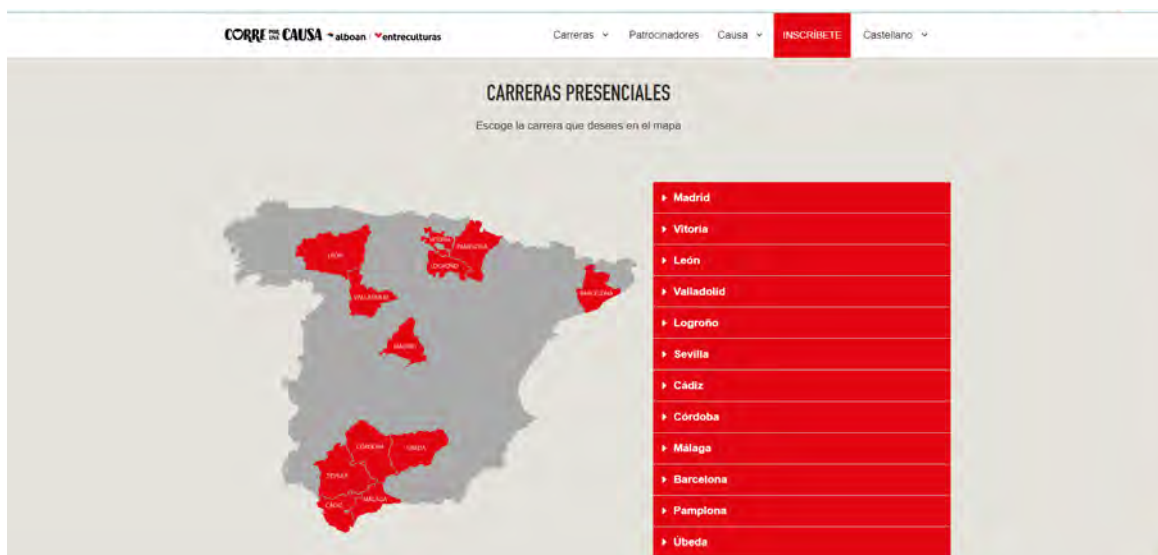 CORRE POR UNA CAUSA alboan entreculturas
Carreras Patrocinadores Causa INSCRÍBETE Castellano
CARRERAS PRESENCIALES
Escoge la carrera que desees en el mapa
Madrid
Vitoria
León
Valladolid
Logroño
Sevilla
Cádiz
Córdoba
Málaga
Barcelona
Pamplona
Úbeda
VITORIA
PAMPLONA
LEÓN
LOGROÑO
VALLADOLID
BARCELONA
MADRID
CÓRDOBA
ÚBEDA
SEVILLA
CÁDIZ
MÁLAGA